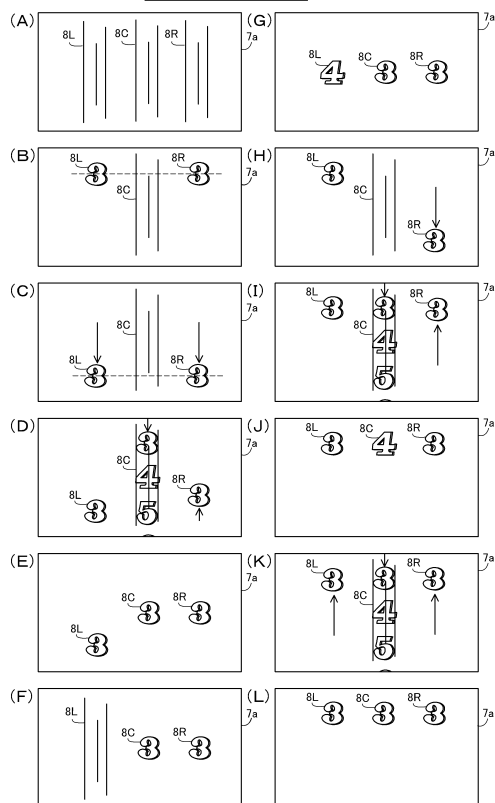 (A) 8L 8C 8R 7a
(B) 8L 3 8C 8R 3 7a
(C) 8L 3 8C 8R 3 7a
(D) 8L 3 8C 3 4 5 8R 3 7a
(E) 8L 3 8C 3 8R 3 7a
(F) 8L 8C 3 8R 3 7a
(G) 8L 4 8C 3 8R 3 7a
(H) 8L 3 8C 8R 3 7a
(I) 8L 3 8C 3 4 5 8R 3 7a
(J) 8L 3 8C 4 8R 3 7a
(K) 8L 3 8C 3 4 5 8R 3 7a
(L) 8L 3 8C 3 8R 3 7a